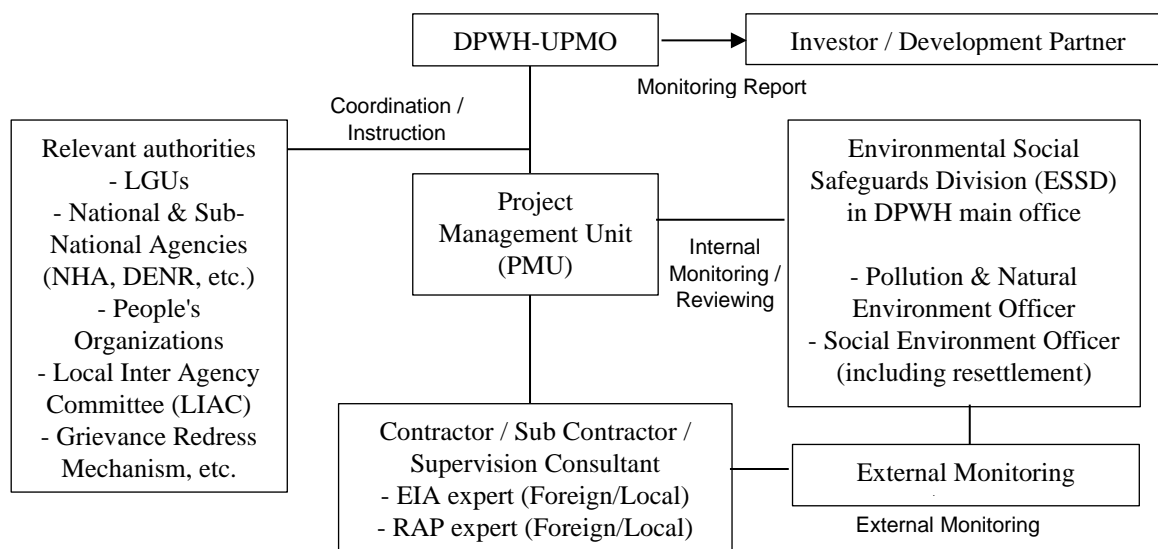 DPWH-UPMO
Investor / Development Partner
Monitoring Report
Coordination /
Instruction
Relevant authorities
- LGUs
- National & Sub-
National Agencies
(NHA, DENR, etc.)
- People's
Organizations
- Local Inter Agency
Committee (LIAC)
- Grievance Redress
Mechanism, etc.
Project
Management Unit
(PMU)
Internal
Monitoring /
Reviewing
Environmental Social
Safeguards Division (ESSD)
in DPWH main office
- Pollution & Natural
Environment Officer
- Social Environment Officer
(including resettlement)
Contractor / Sub Contractor /
Supervision Consultant
- EIA expert (Foreign/Local)
- RAP expert (Foreign/Local)
External Monitoring
External Monitoring